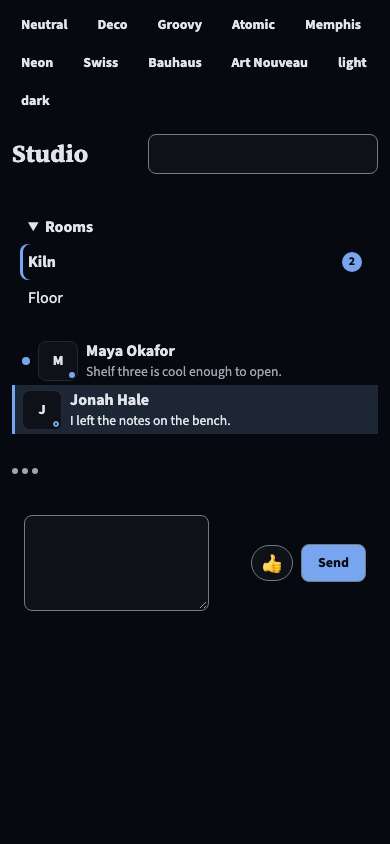 Neutral Deco Groovy Atomic Memphis
Neon Swiss Bauhaus Art Nouveau light
dark
Studio
▼ Rooms
Kiln 2
Floor
M Maya Okafor
Shelf three is cool enough to open.
J Jonah Hale
I left the notes on the bench.
👍 Send